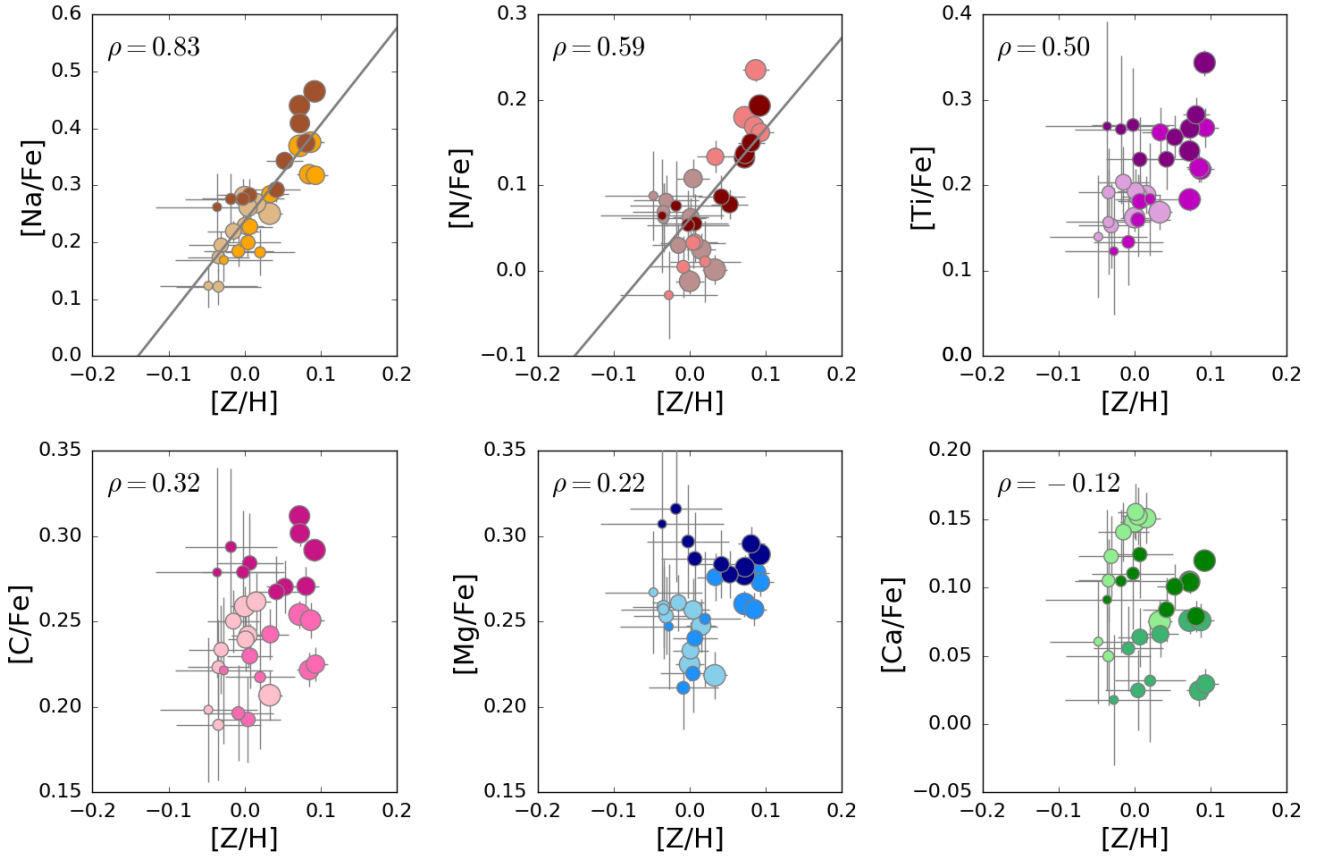 ρ = 0.83
0.6
0.5
0.4
0.3
0.2
0.1
0.0
[Na/Fe]
−0.2 −0.1 0.0 0.1 0.2
[Z/H]
ρ = 0.59
0.3
0.2
0.1
0.0
−0.1
[N/Fe]
−0.2 −0.1 0.0 0.1 0.2
[Z/H]
ρ = 0.50
0.4
0.3
0.2
0.1
0.0
[Ti/Fe]
−0.2 −0.1 0.0 0.1 0.2
[Z/H]
ρ = 0.32
0.35
0.30
0.25
0.20
0.15
[C/Fe]
−0.2 −0.1 0.0 0.1 0.2
[Z/H]
ρ = 0.22
0.35
0.30
0.25
0.20
0.15
[Mg/Fe]
−0.2 −0.1 0.0 0.1 0.2
[Z/H]
ρ = − 0.12
0.20
0.15
0.10
0.05
0.00
−0.05
[Ca/Fe]
−0.2 −0.1 0.0 0.1 0.2
[Z/H]